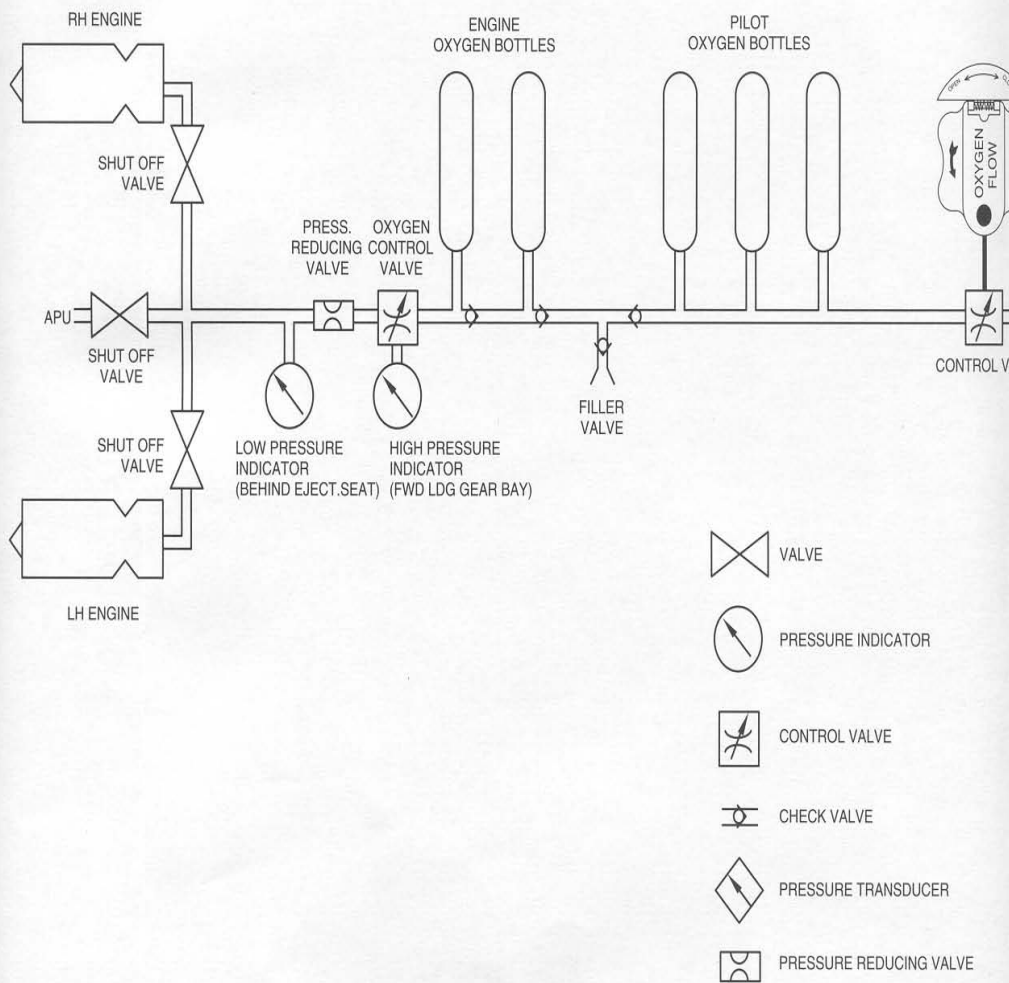 RH ENGINE
ENGINE
OXYGEN BOTTLES
PILOT
OXYGEN BOTTLES
OPEN
OXYGEN
FLOW
SHUT OFF
VALVE
PRESS.
REDUCING
VALVE
OXYGEN
CONTROL
VALVE
APU
SHUT OFF
VALVE
CONTROL V
FILLER
VALVE
SHUT OFF
VALVE
LOW PRESSURE
INDICATOR
(BEHIND EJECT.SEAT)
HIGH PRESSURE
INDICATOR
(FWD LDG GEAR BAY)
LH ENGINE
VALVE
PRESSURE INDICATOR
CONTROL VALVE
CHECK VALVE
PRESSURE TRANSDUCER
PRESSURE REDUCING VALVE